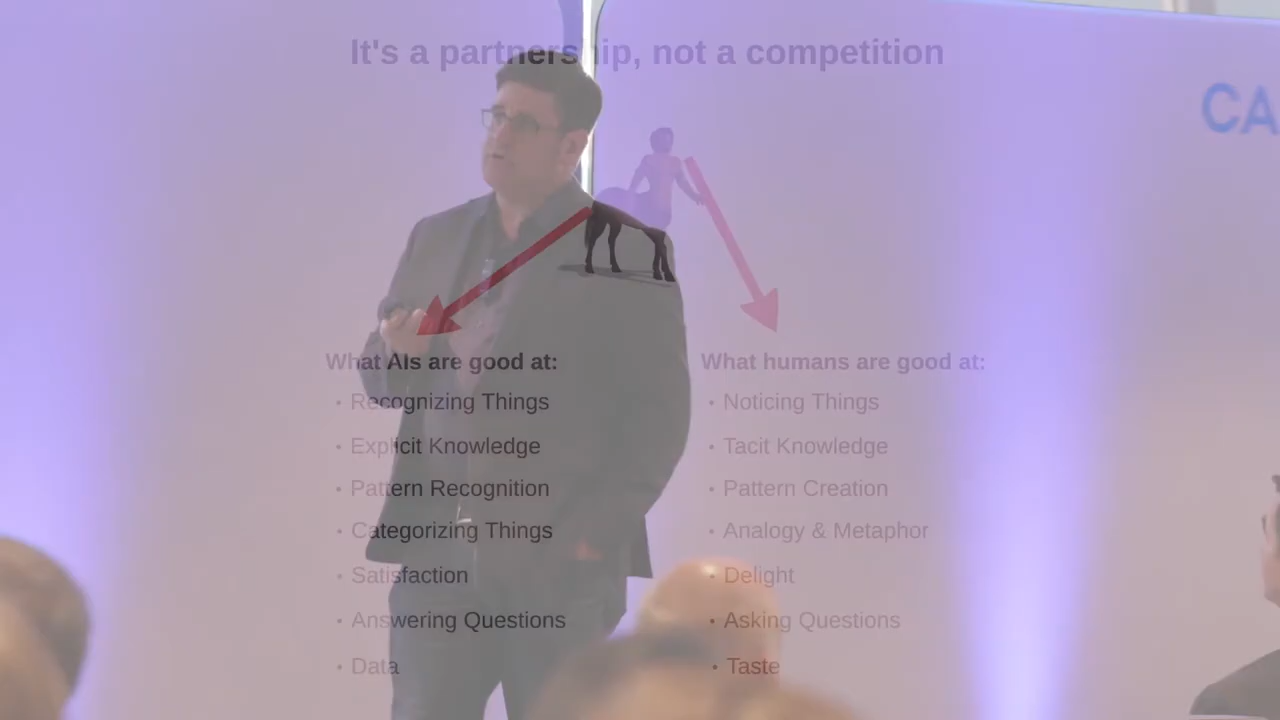 It's a partnership, not a competition
CA
What AIs are good at:
• Recognizing Things
• Explicit Knowledge
• Pattern Recognition
• Categorizing Things
• Satisfaction
• Answering Questions
• Data
What humans are good at:
• Noticing Things
• Tacit Knowledge
• Pattern Creation
• Analogy & Metaphor
• Delight
• Asking Questions
• Taste